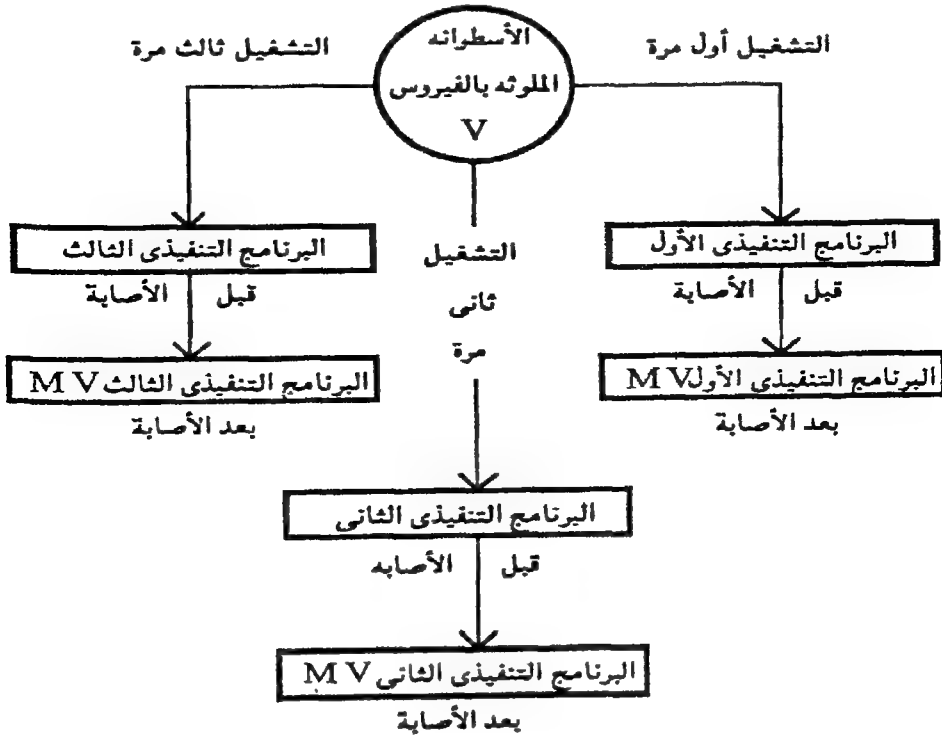 الأسطوانه
الملوثه بالفيروس
V
التشغيل أول مرة
البرنامج التنفيذى الأول
قبل الأصابة
البرنامج التنفيذى الأول M V
بعد الأصابة
التشغيل ثانى مرة
البرنامج التنفيذى الثانى
قبل الأصابه
البرنامج التنفيذى الثانى M V
بعد الأصابة
التشغيل ثالث مرة
البرنامج التنفيذى الثالث
قبل الأصابة
البرنامج التنفيذى الثالث M V
بعد الأصابة